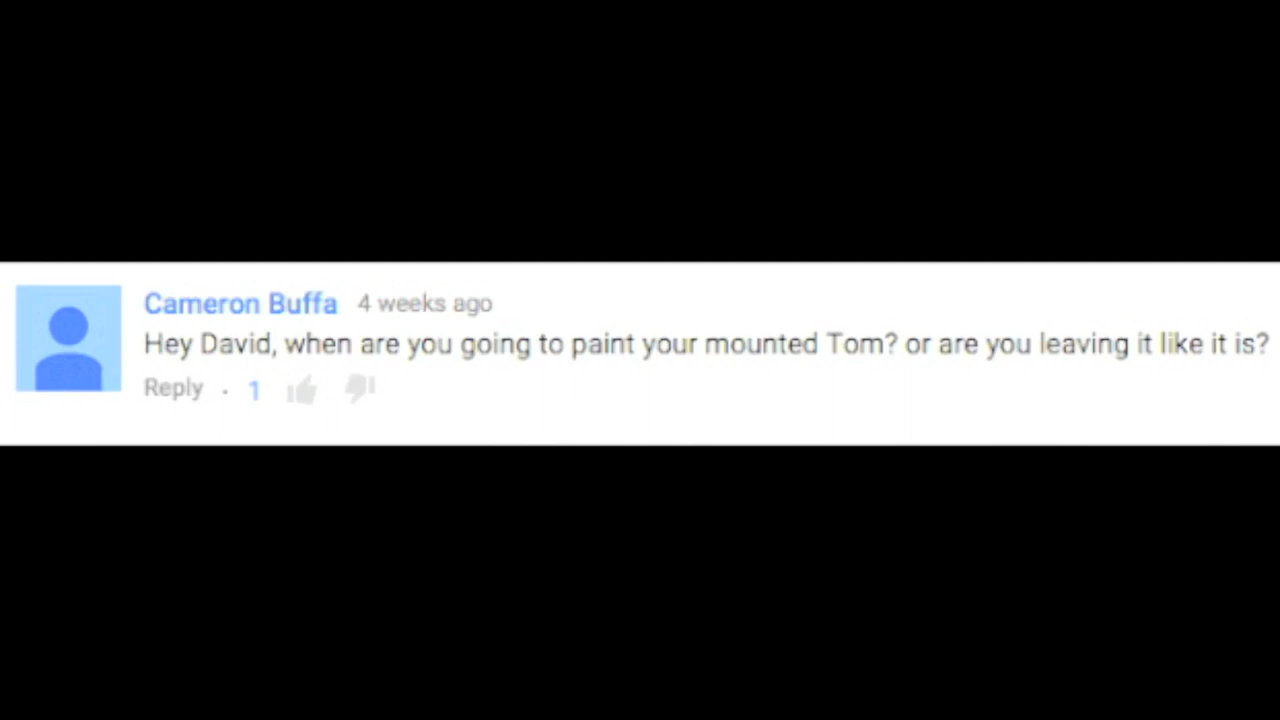 Cameron Buffa 4 weeks ago
Hey David, when are you going to paint your mounted Tom? or are you leaving it like it is?
Reply · 1